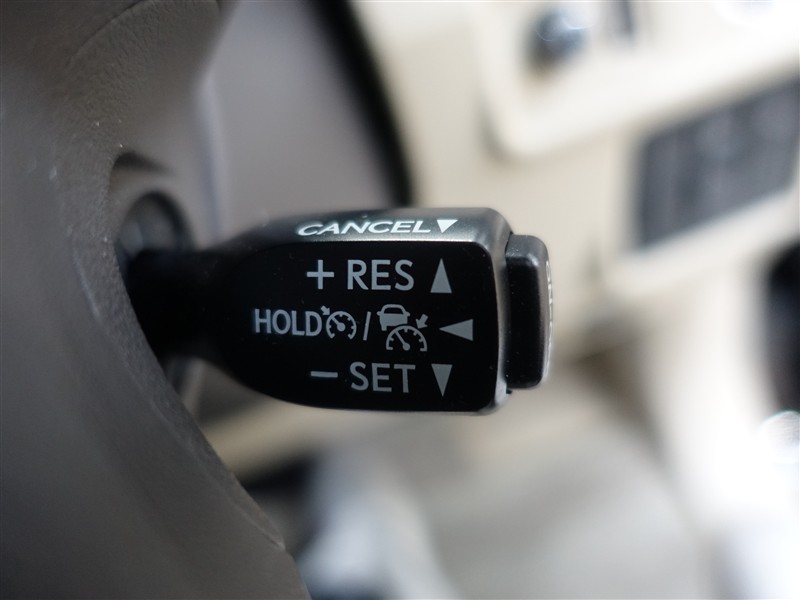 CANCEL▼
+ RES ▲
HOLD / ◄
− SET ▼